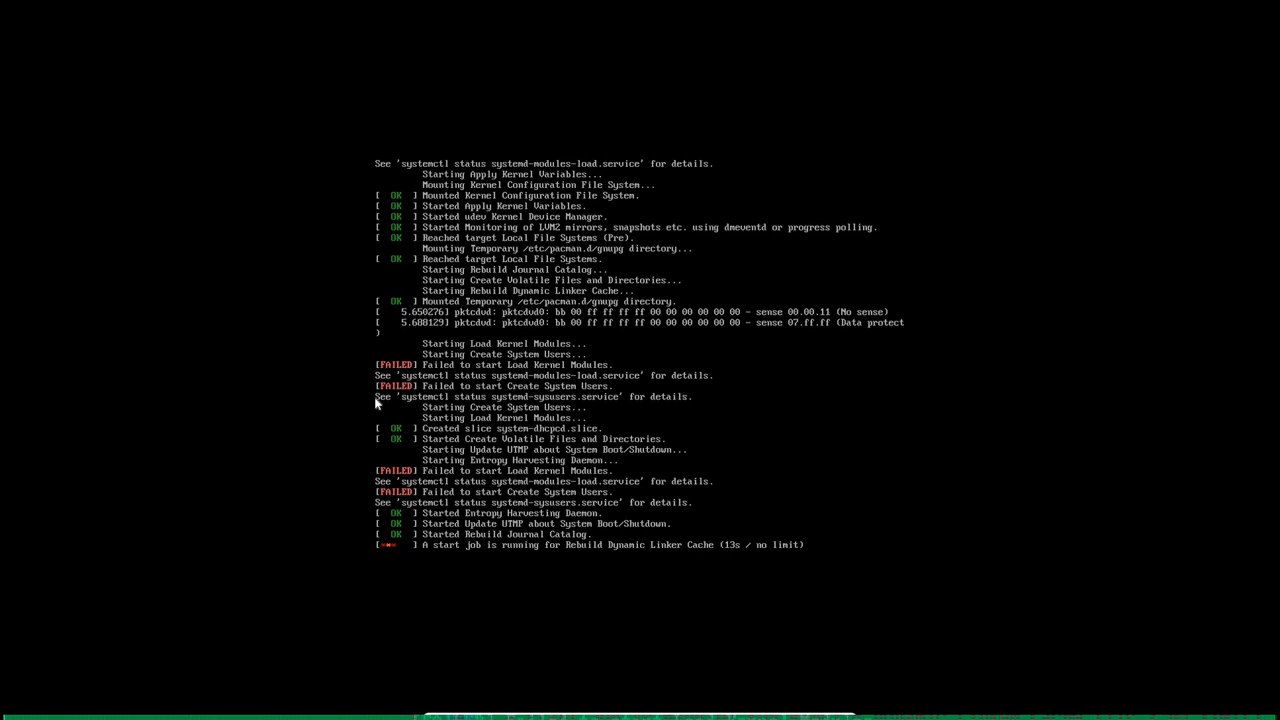 See 'systemctl status systemd-modules-load.service' for details.
Starting Apply Kernel Variables...
Mounting Kernel Configuration File System...
[  OK  ] Mounted Kernel Configuration File System.
[  OK  ] Started Apply Kernel Variables.
[  OK  ] Started udev Kernel Device Manager.
[  OK  ] Started Monitoring of LVM2 mirrors, snapshots etc. using dmeventd or progress polling.
[  OK  ] Reached target Local File Systems (Pre).
Mounting Temporary /etc/pacman.d/gnupg directory...
[  OK  ] Reached target Local File Systems.
Starting Rebuild Journal Catalog...
Starting Create Volatile Files and Directories...
Starting Rebuild Dynamic Linker Cache...
[  OK  ] Mounted Temporary /etc/pacman.d/gnupg directory.
[    5.650276] pktcdvd: pktcdvd0: bb 00 ff ff ff ff 00 00 00 00 00 00 - sense 00.00.11 (No sense)
[    5.688129] pktcdvd: pktcdvd0: bb 00 ff ff ff ff 00 00 00 00 00 00 - sense 07.ff.ff (Data protect
)
Starting Load Kernel Modules...
Starting Create System Users...
[FAILED] Failed to start Load Kernel Modules.
See 'systemctl status systemd-modules-load.service' for details.
[FAILED] Failed to start Create System Users.
See 'systemctl status systemd-sysusers.service' for details.
Starting Create System Users...
Starting Load Kernel Modules...
[  OK  ] Created slice system-dhcpcd.slice.
[  OK  ] Started Create Volatile Files and Directories.
Starting Update UTMP about System Boot/Shutdown...
Starting Entropy Harvesting Daemon...
[FAILED] Failed to start Load Kernel Modules.
See 'systemctl status systemd-modules-load.service' for details.
[FAILED] Failed to start Create System Users.
See 'systemctl status systemd-sysusers.service' for details.
[  OK  ] Started Entropy Harvesting Daemon.
[  OK  ] Started Update UTMP about System Boot/Shutdown.
[  OK  ] Started Rebuild Journal Catalog.
[***   ] A start job is running for Rebuild Dynamic Linker Cache (13s / no limit)